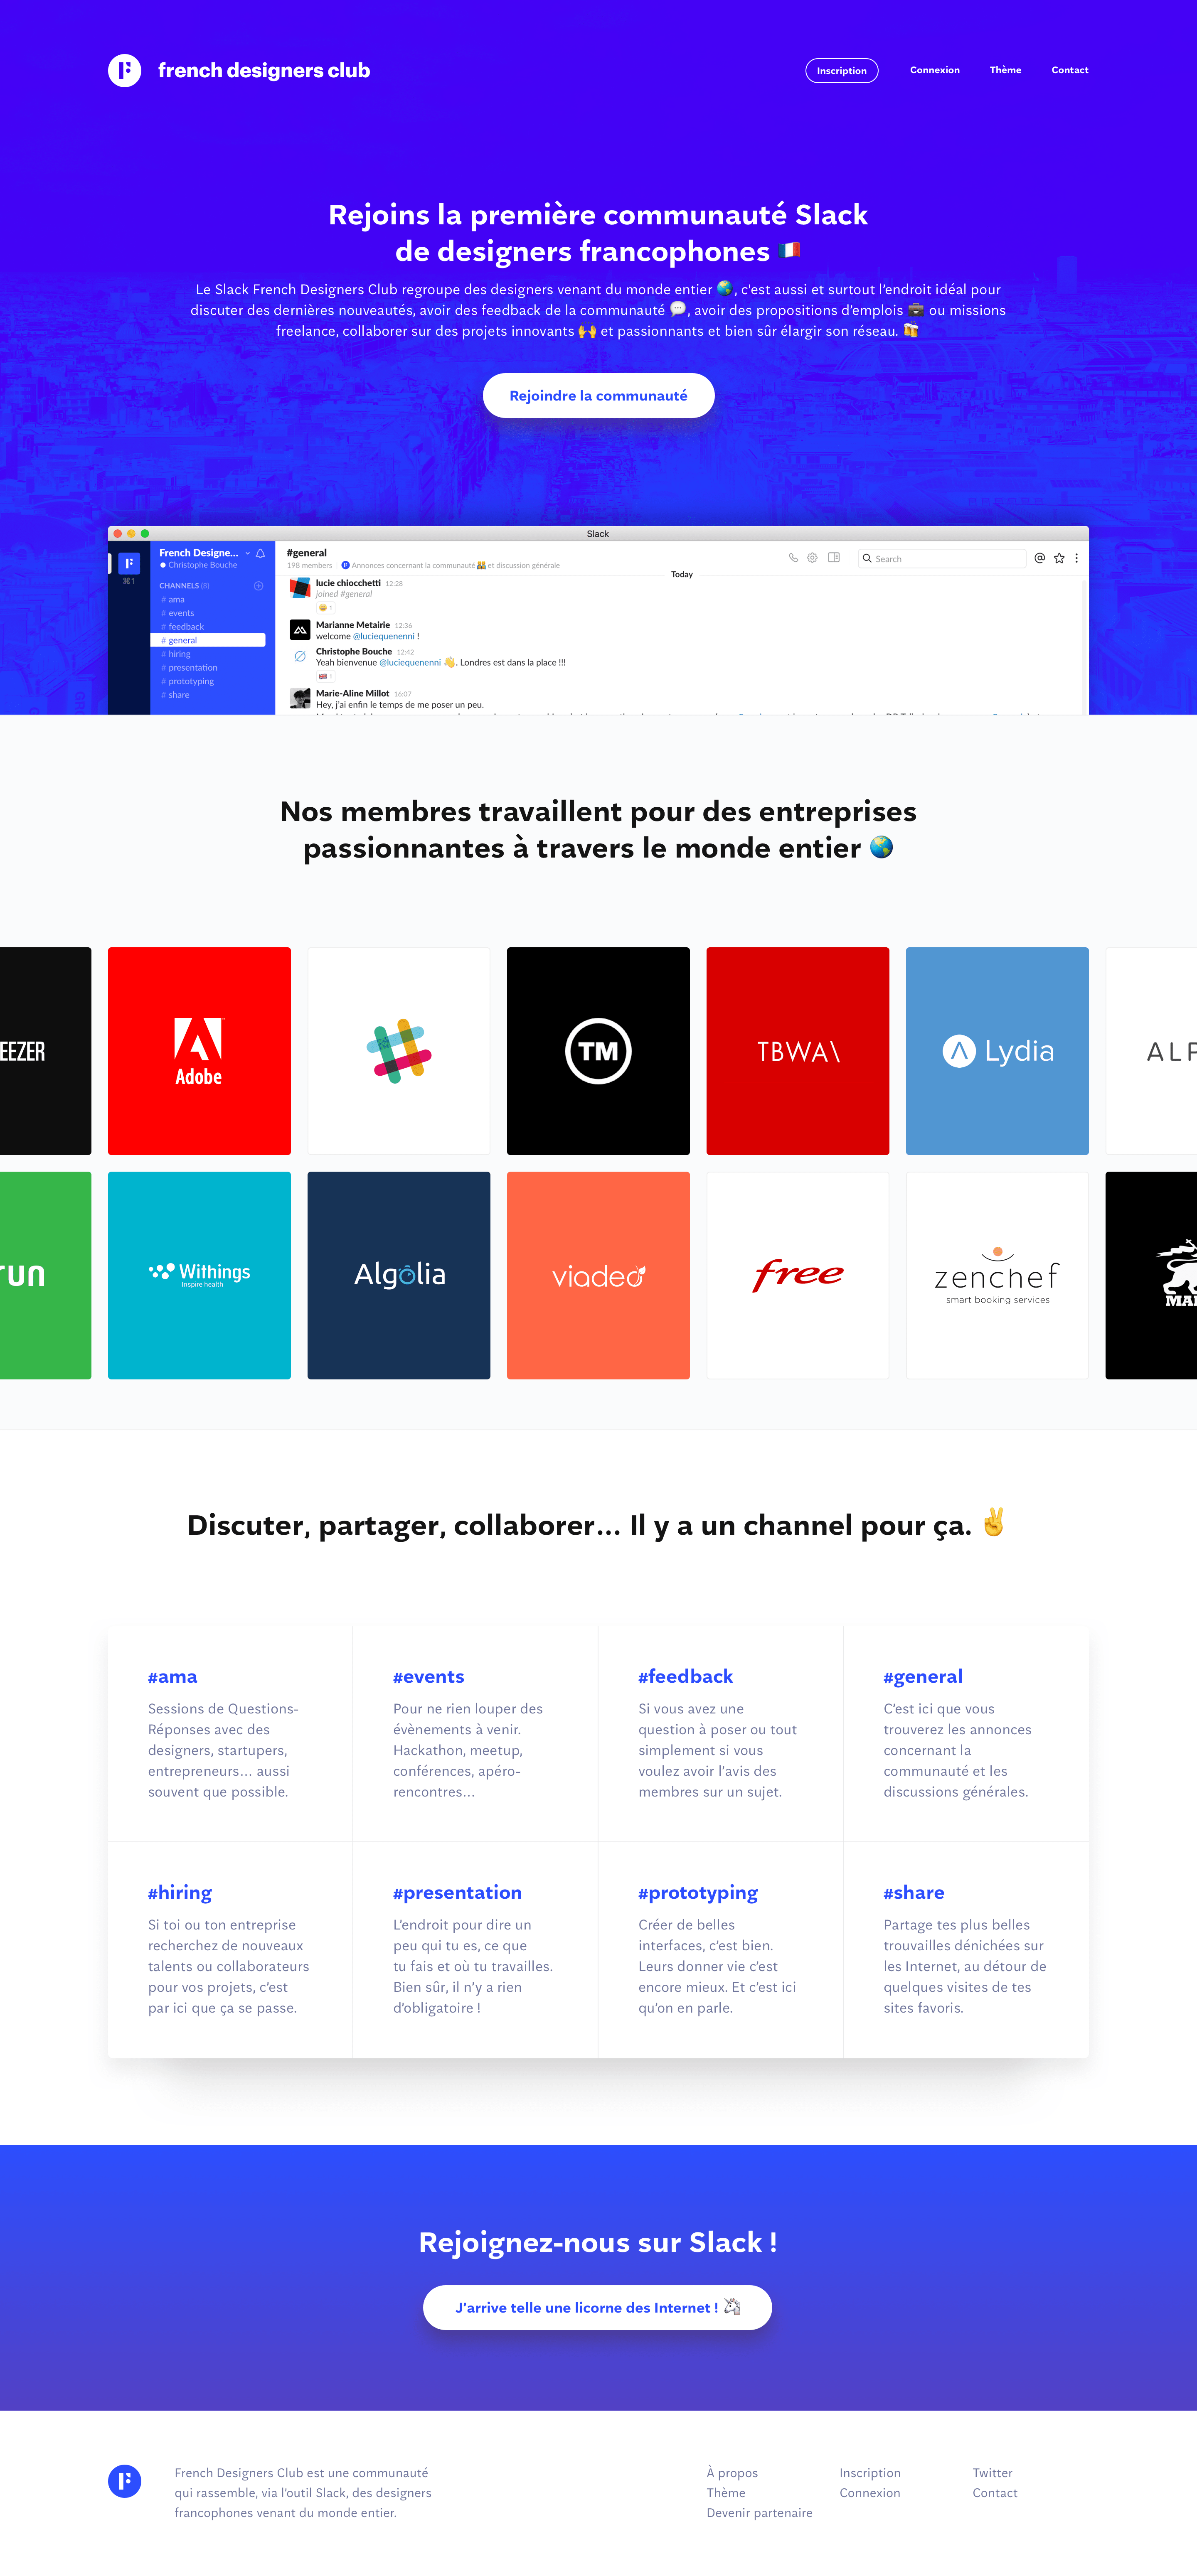 french designers club
Inscription
Connexion
Thème
Contact
Rejoins la première communauté Slack
de designers francophones 🇫🇷
Le Slack French Designers Club regroupe des designers venant du monde entier 🌍, c'est aussi et surtout l'endroit idéal pour
discuter des dernières nouveautés, avoir des feedback de la communauté 💬, avoir des propositions d'emplois 💼 ou missions
freelance, collaborer sur des projets innovants 🙌 et passionnants et bien sûr élargir son réseau. 🍻
Rejoindre la communauté
Slack
French Designe...
Christophe Bouche
⌘1
CHANNELS (8)
# ama
# events
# feedback
# general
# hiring
# presentation
# prototyping
# share
#general
198 members
Annonces concernant la communauté 👯 et discussion générale
Search
Today
lucie chiocchetti 12:28
joined #general
Marianne Metairie 12:36
welcome @luciequenenni !
Christophe Bouche 12:42
Yeah bienvenue @luciequenenni 👋. Londres est dans la place !!!
Marie-Aline Millot 16:07
Hey, j'ai enfin le temps de me poser un peu.
Nos membres travaillent pour des entreprises
passionnantes à travers le monde entier 🌎
EEZER
Adobe
TM
TBWA\
Lydia
ALP
run
Withings
Inspire health
Algolia
viadeo
free
zenchef
smart booking services
MA
Discuter, partager, collaborer... Il y a un channel pour ça. ✌️
#ama
Sessions de Questions-
Réponses avec des
designers, startupers,
entrepreneurs... aussi
souvent que possible.
#events
Pour ne rien louper des
évènements à venir.
Hackathon, meetup,
conférences, apéro-
rencontres...
#feedback
Si vous avez une
question à poser ou tout
simplement si vous
voulez avoir l'avis des
membres sur un sujet.
#general
C'est ici que vous
trouverez les annonces
concernant la
communauté et les
discussions générales.
#hiring
Si toi ou ton entreprise
recherchez de nouveaux
talents ou collaborateurs
pour vos projets, c'est
par ici que ça se passe.
#presentation
L'endroit pour dire un
peu qui tu es, ce que
tu fais et où tu travailles.
Bien sûr, il n'y a rien
d'obligatoire !
#prototyping
Créer de belles
interfaces, c'est bien.
Leurs donner vie c'est
encore mieux. Et c'est ici
qu'on en parle.
#share
Partage tes plus belles
trouvailles dénichées sur
les Internet, au détour de
quelques visites de tes
sites favoris.
Rejoignez-nous sur Slack !
J'arrive telle une licorne des Internet ! 🦄
French Designers Club est une communauté
qui rassemble, via l'outil Slack, des designers
francophones venant du monde entier.
À propos
Thème
Devenir partenaire
Inscription
Connexion
Twitter
Contact